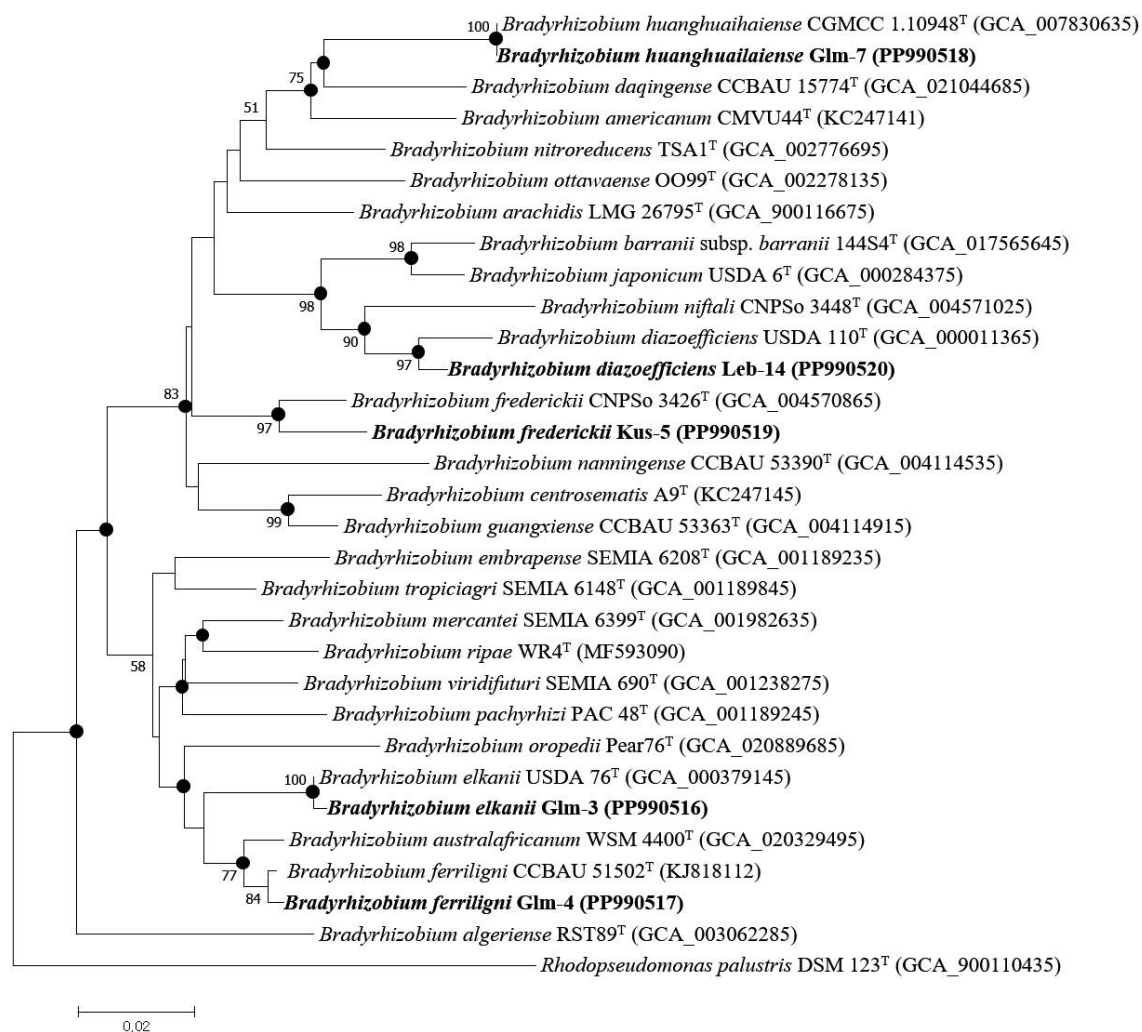 100
Bradyrhizobium huanghuaihaiense CGMCC 1.10948T (GCA_007830635)
Bradyrhizobium huanghuailaiense Glm-7 (PP990518)
75
Bradyrhizobium daqingense CCBAU 15774T (GCA_021044685)
51
Bradyrhizobium americanum CMVU44T (KC247141)
Bradyrhizobium nitroreducens TSA1T (GCA_002776695)
Bradyrhizobium ottawaense OO99T (GCA_002278135)
Bradyrhizobium arachidis LMG 26795T (GCA_900116675)
98
Bradyrhizobium barranii subsp. barranii 144S4T (GCA_017565645)
Bradyrhizobium japonicum USDA 6T (GCA_000284375)
98
Bradyrhizobium niftali CNPSo 3448T (GCA_004571025)
90
Bradyrhizobium diazoefficiens USDA 110T (GCA_000011365)
97
Bradyrhizobium diazoefficiens Leb-14 (PP990520)
83
Bradyrhizobium frederickii CNPSo 3426T (GCA_004570865)
97
Bradyrhizobium frederickii Kus-5 (PP990519)
Bradyrhizobium nanningense CCBAU 53390T (GCA_004114535)
Bradyrhizobium centrosematis A9T (KC247145)
99
Bradyrhizobium guangxiense CCBAU 53363T (GCA_004114915)
Bradyrhizobium embrapense SEMIA 6208T (GCA_001189235)
Bradyrhizobium tropiciagri SEMIA 6148T (GCA_001189845)
Bradyrhizobium mercantei SEMIA 6399T (GCA_001982635)
Bradyrhizobium ripae WR4T (MF593090)
58
Bradyrhizobium viridifuturi SEMIA 690T (GCA_001238275)
Bradyrhizobium pachyrhizi PAC 48T (GCA_001189245)
Bradyrhizobium oropedii Pear76T (GCA_020889685)
100
Bradyrhizobium elkanii USDA 76T (GCA_000379145)
Bradyrhizobium elkanii Glm-3 (PP990516)
Bradyrhizobium australafricanum WSM 4400T (GCA_020329495)
77
Bradyrhizobium ferriligni CCBAU 51502T (KJ818112)
84
Bradyrhizobium ferriligni Glm-4 (PP990517)
Bradyrhizobium algeriense RST89T (GCA_003062285)
Rhodopseudomonas palustris DSM 123T (GCA_900110435)
0.02